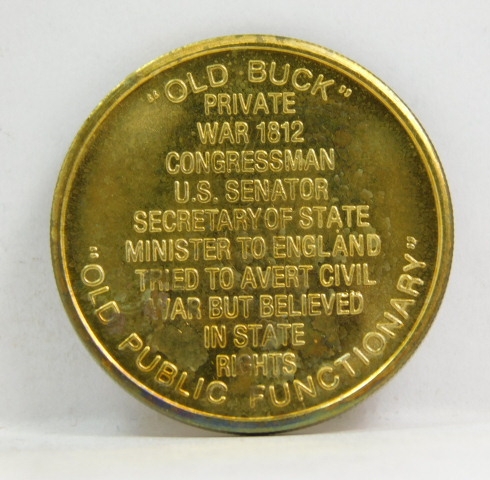 "OLD BUCK"
PRIVATE
WAR 1812
CONGRESSMAN
U.S. SENATOR
SECRETARY OF STATE
MINISTER TO ENGLAND
TRIED TO AVERT CIVIL
WAR BUT BELIEVED
IN STATE
RIGHTS
"OLD PUBLIC FUNCTIONARY"